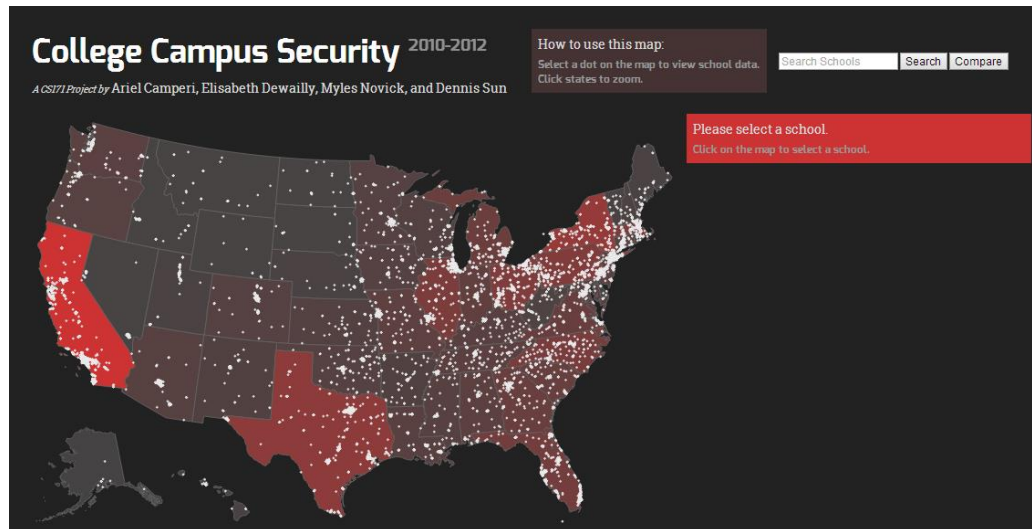 College Campus Security 2010-2012
A CS171 Project by Ariel Camperi, Elisabeth Dewailly, Myles Novick, and Dennis Sun
How to use this map:
Select a dot on the map to view school data.
Click states to zoom.
Search Schools Search Compare
Please select a school.
Click on the map to select a school.